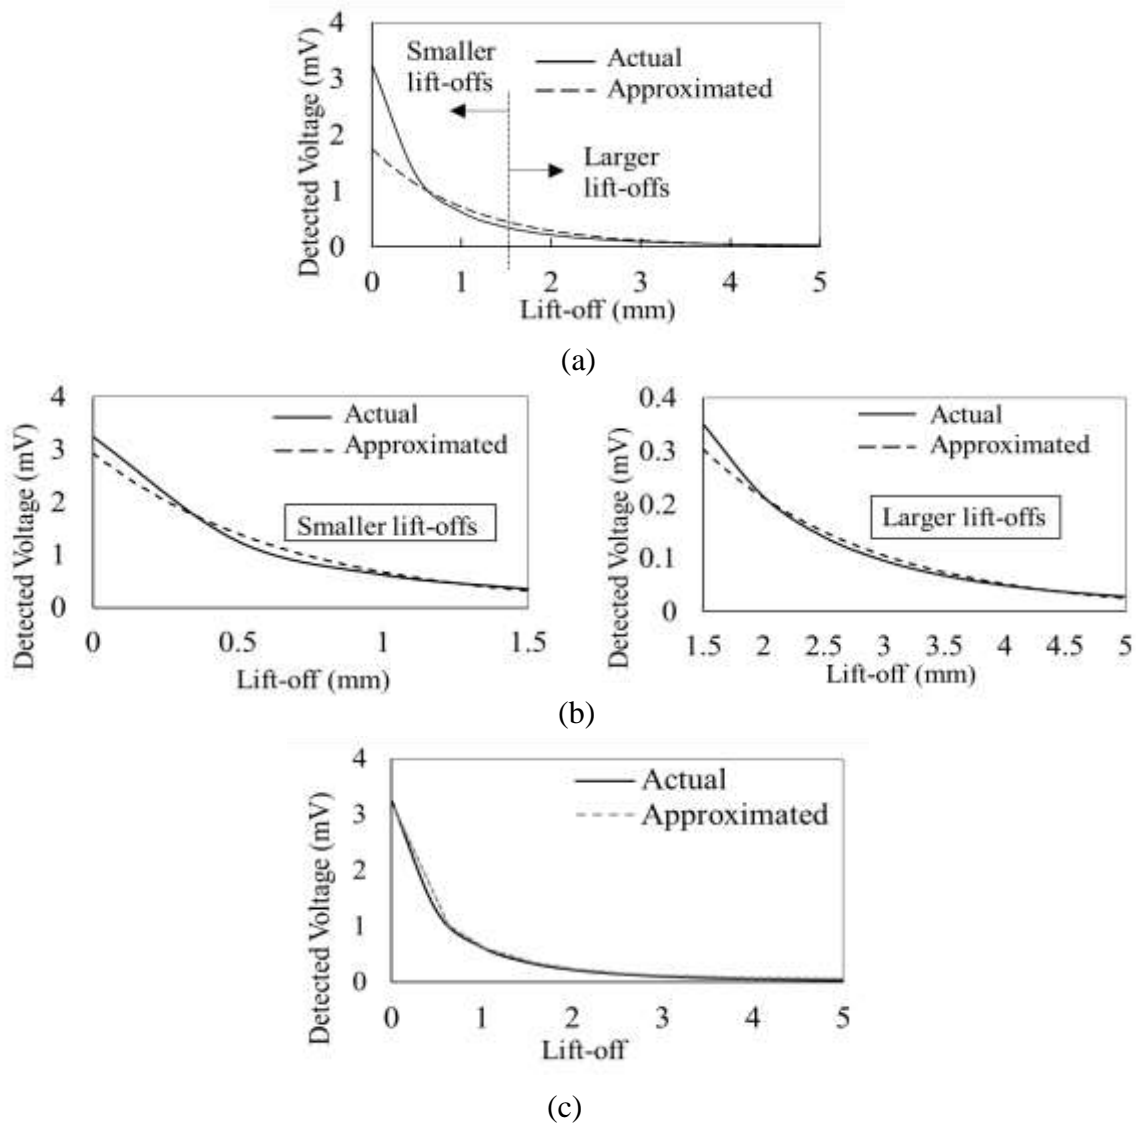 Detected Voltage (mV)
4
3
2
1
0
Smaller
lift-offs
Actual
Approximated
Larger
lift-offs
0 1 2 3 4 5
Lift-off (mm)
(a)
Detected Voltage (mV)
4
3
2
1
0
Actual
Approximated
Smaller lift-offs
0 0.5 1 1.5
Lift-off (mm)
Detected Voltage (mV)
0.4
0.3
0.2
0.1
0
Actual
Approximated
Larger lift-offs
1.5 2 2.5 3 3.5 4 4.5 5
Lift-off (mm)
(b)
Detected Voltage (mV)
4
3
2
1
0
Actual
Approximated
0 1 2 3 4 5
Lift-off
(c)